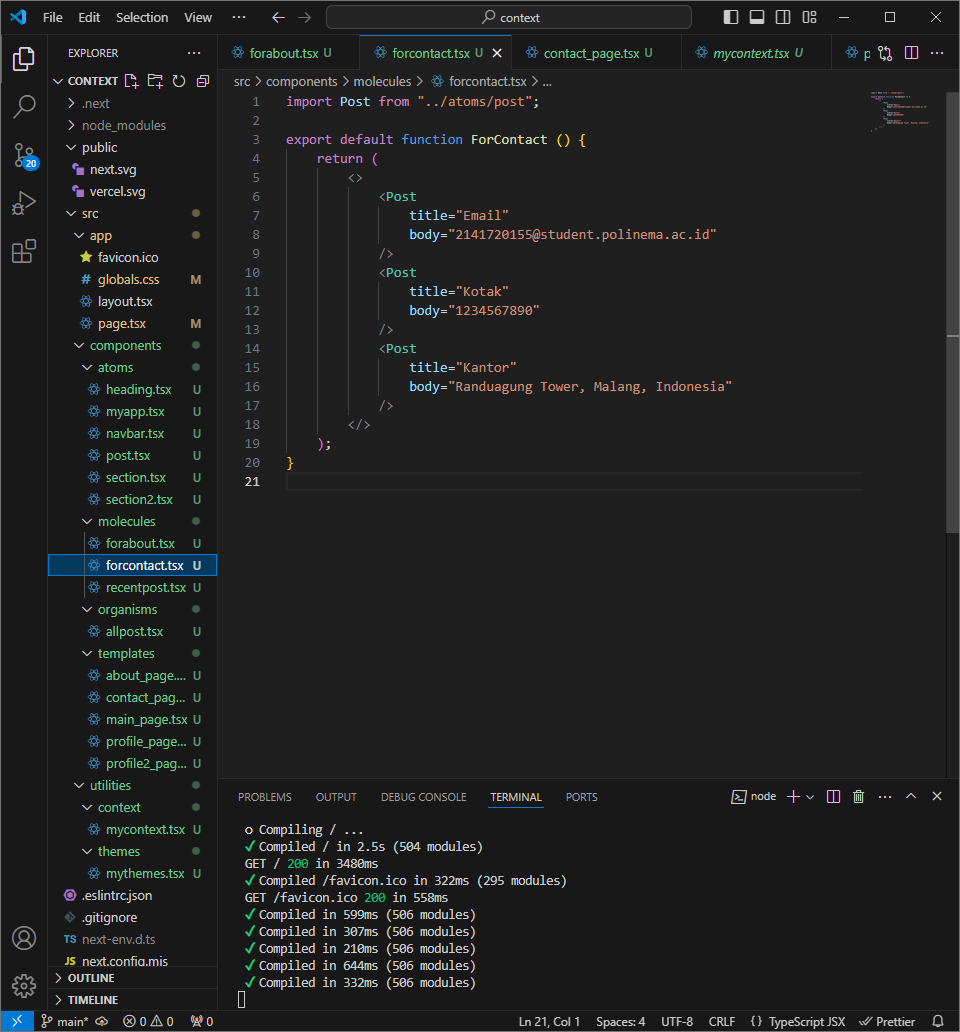 File Edit Selection View ··· context
EXPLORER ···
forabout.tsx U forcontact.tsx U contact_page.tsx U mycontext.tsx U p ···
CONTEXT
src > components > molecules > forcontact.tsx > ...
.next
node_modules
public
next.svg
vercel.svg
src
app
favicon.ico
# globals.css M
layout.tsx
page.tsx M
components
atoms
heading.tsx U
myapp.tsx U
navbar.tsx U
post.tsx U
section.tsx U
section2.tsx U
molecules
forabout.tsx U
forcontact.tsx U
recentpost.tsx U
organisms
allpost.tsx U
templates
about_page.... U
contact_pag... U
main_page.tsx U
profile_page... U
profile2_pag... U
utilities
context
mycontext.tsx U
themes
mythemes.tsx U
.eslintrc.json
.gitignore
TS next-env.d.ts
JS next.config.mjs
OUTLINE
TIMELINE
20
1 import Post from "../atoms/post";
2
3 export default function ForContact () {
4 return (
5 <>
6 <Post
7 title="Email"
8 body="2141720155@student.polinema.ac.id"
9 />
10 <Post
11 title="Kotak"
12 body="1234567890"
13 />
14 <Post
15 title="Kantor"
16 body="Randuagung Tower, Malang, Indonesia"
17 />
18 </>
19 );
20 }
21
PROBLEMS OUTPUT DEBUG CONSOLE TERMINAL PORTS node ···
○ Compiling / ...
✓ Compiled / in 2.5s (504 modules)
GET / 200 in 3480ms
✓ Compiled /favicon.ico in 322ms (295 modules)
GET /favicon.ico 200 in 558ms
✓ Compiled in 599ms (506 modules)
✓ Compiled in 307ms (506 modules)
✓ Compiled in 210ms (506 modules)
✓ Compiled in 644ms (506 modules)
✓ Compiled in 332ms (506 modules)
main* 0 0 0 Ln 21, Col 1 Spaces: 4 UTF-8 CRLF {} TypeScript JSX Prettier